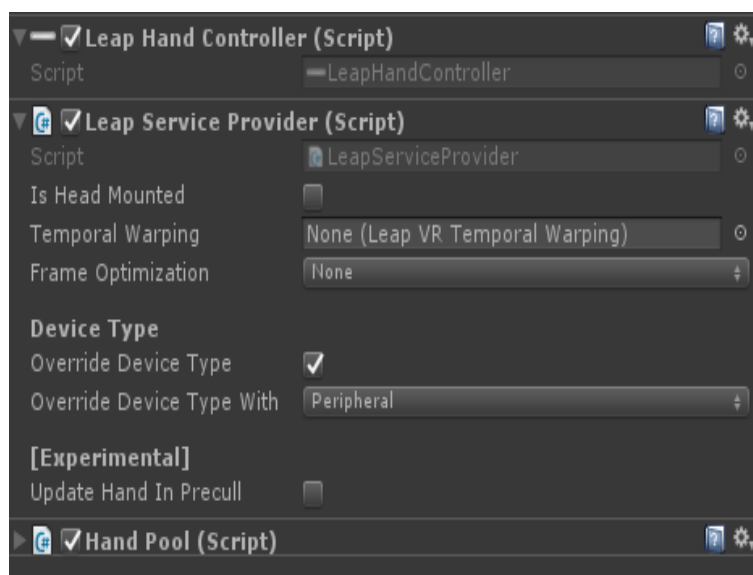 Leap Hand Controller (Script)
Script LeapHandController
Leap Service Provider (Script)
Script LeapServiceProvider
Is Head Mounted
Temporal Warping None (Leap VR Temporal Warping)
Frame Optimization None
Device Type
Override Device Type
Override Device Type With Peripheral
[Experimental]
Update Hand In Precull
Hand Pool (Script)